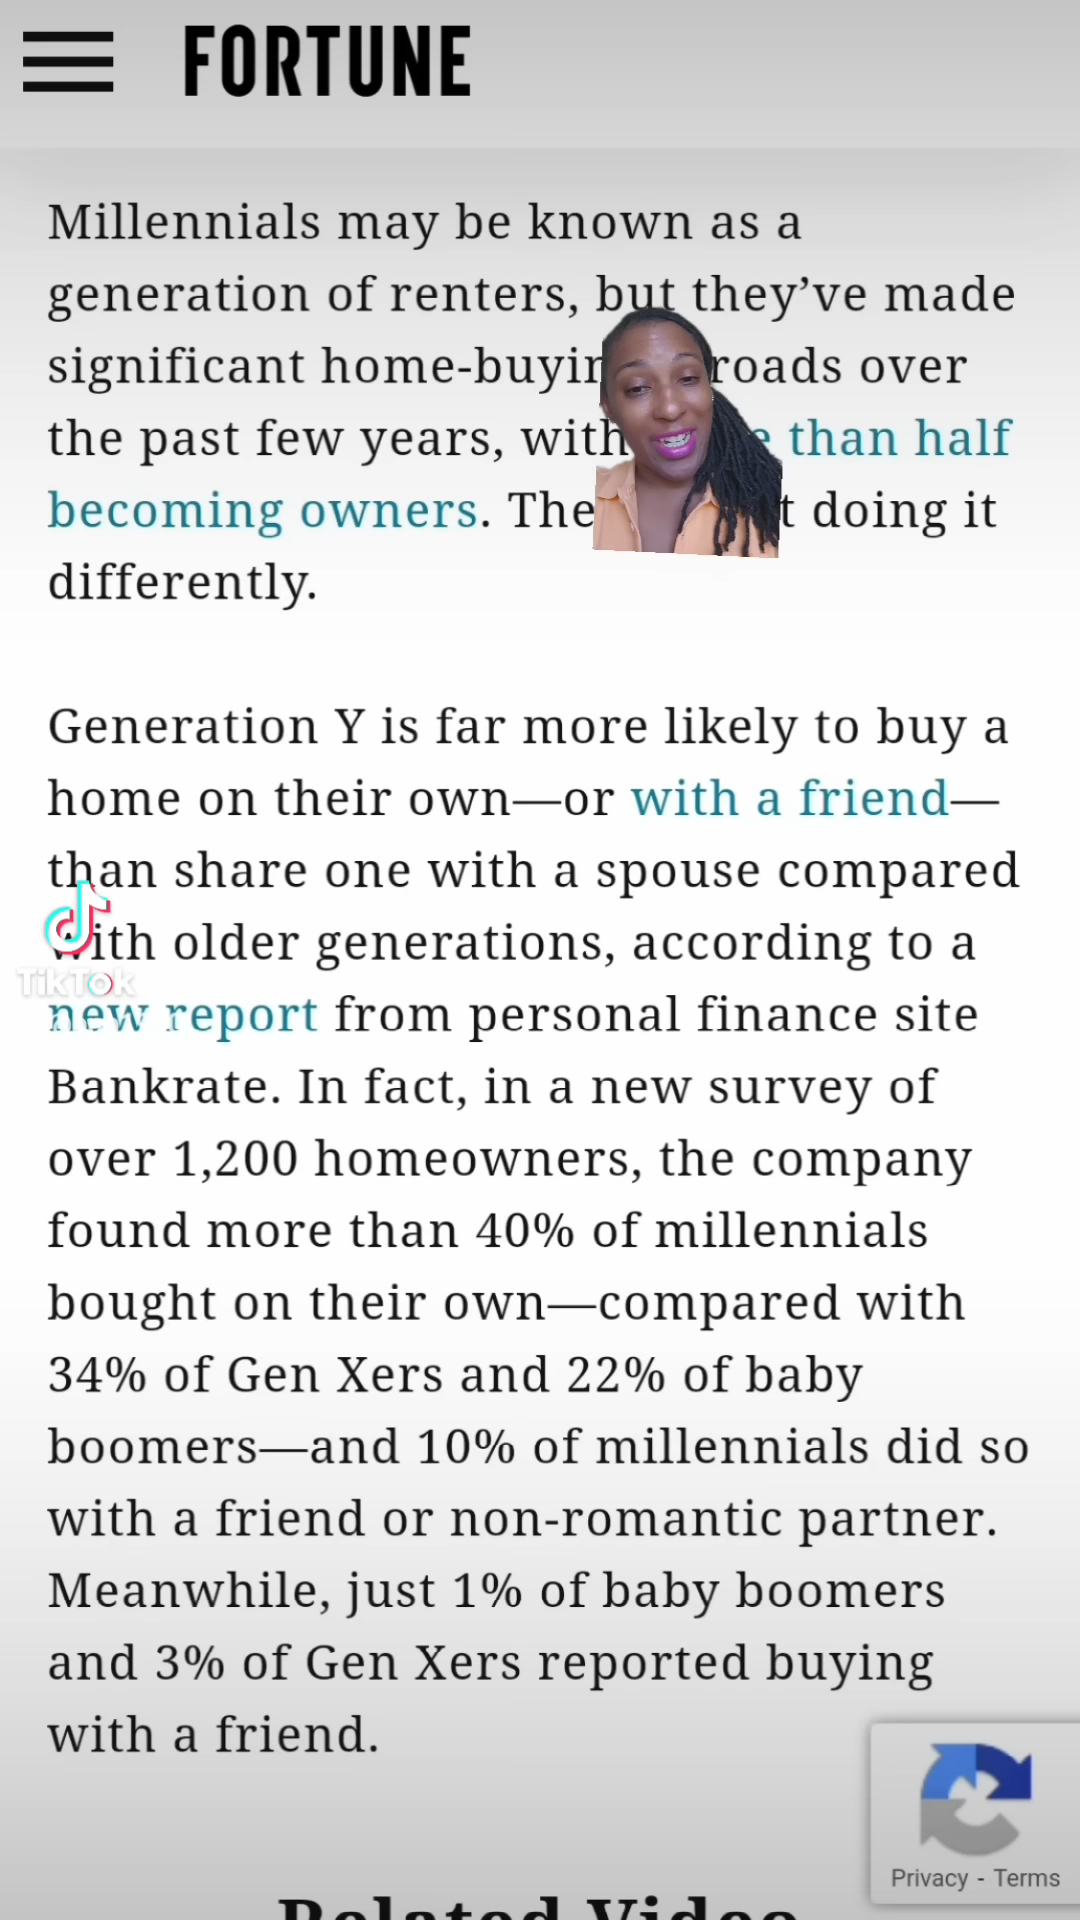 FORTUNE
Millennials may be known as a
generation of renters, but they’ve made
significant home-buyin roads over
the past few years, with than half
becoming owners. The doing it
differently.
Generation Y is far more likely to buy a
home on their own—or with a friend—
than share one with a spouse compared
with older generations, according to a
TikTok
new report from personal finance site
Bankrate. In fact, in a new survey of
over 1,200 homeowners, the company
found more than 40% of millennials
bought on their own—compared with
34% of Gen Xers and 22% of baby
boomers—and 10% of millennials did so
with a friend or non-romantic partner.
Meanwhile, just 1% of baby boomers
and 3% of Gen Xers reported buying
with a friend.
Privacy - Terms
Related Video